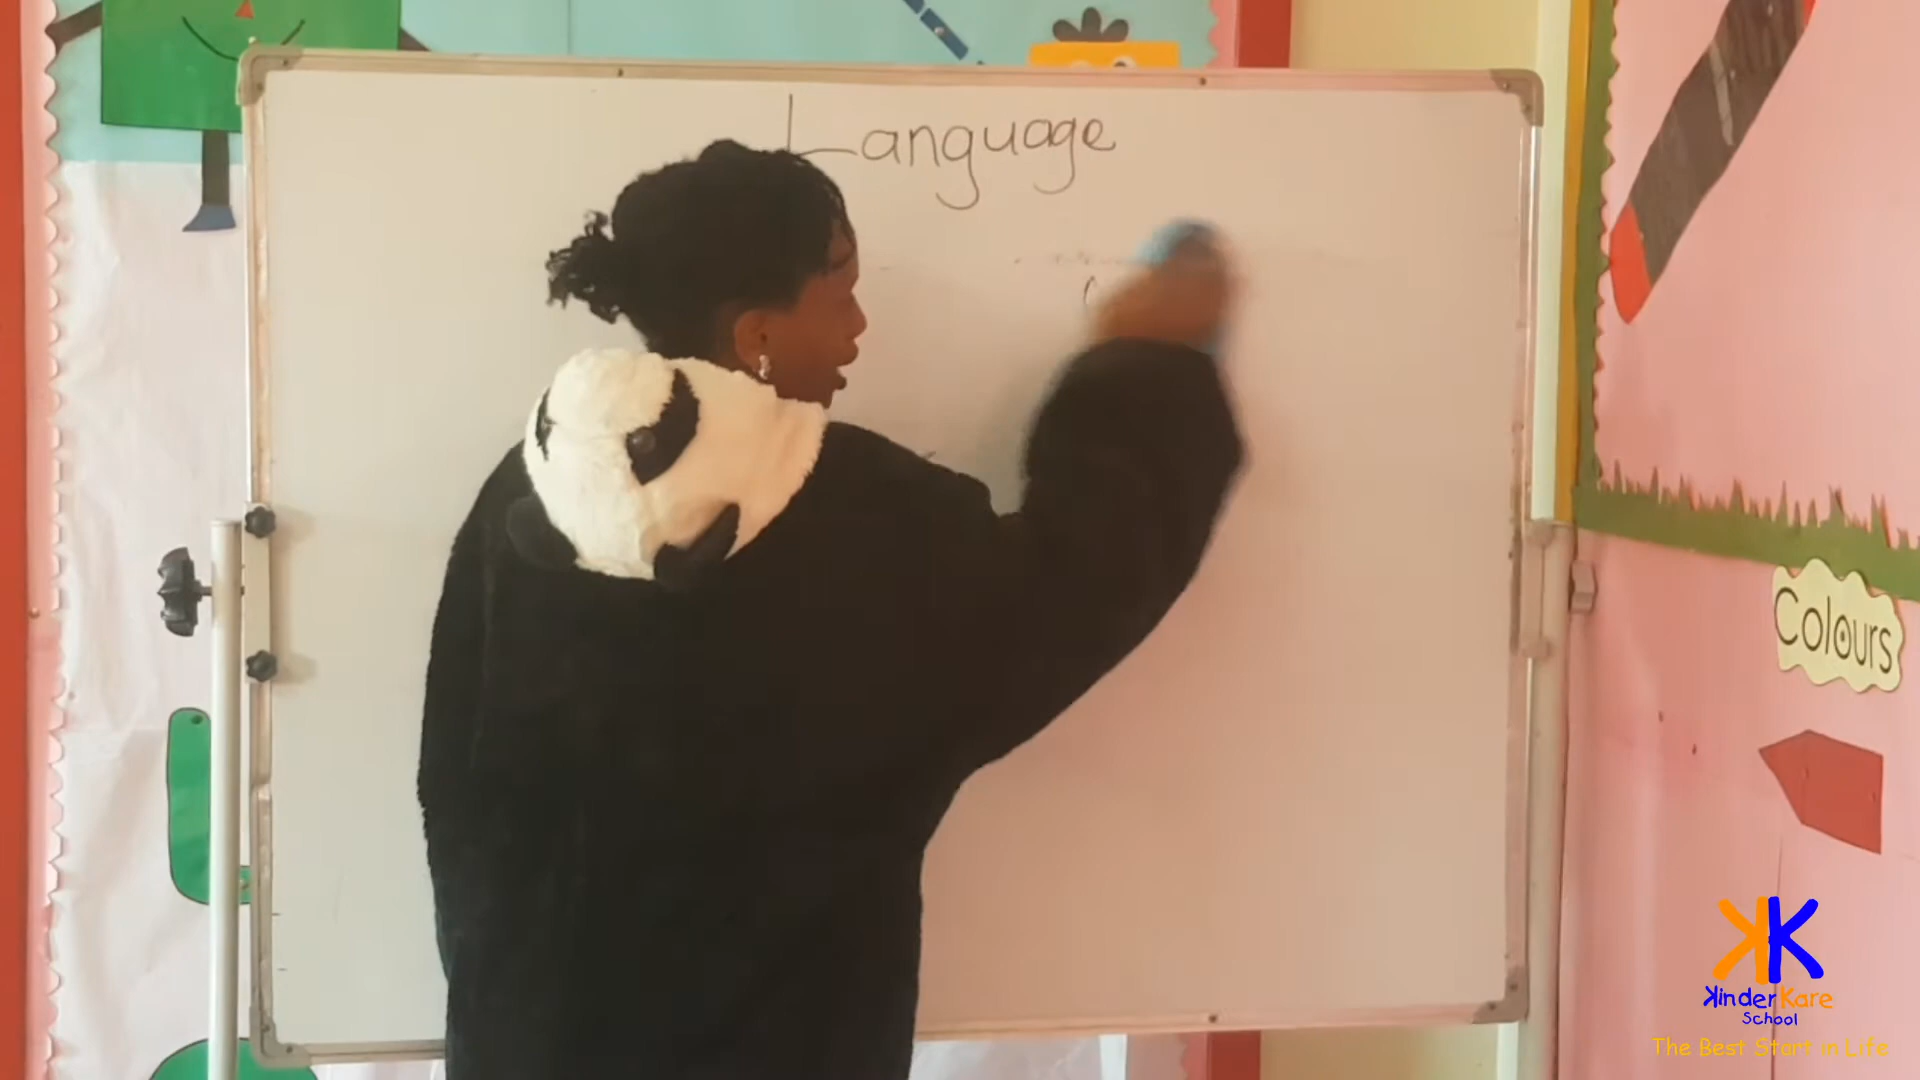 Language
Colours
KinderKare
School
The Best Start in Life